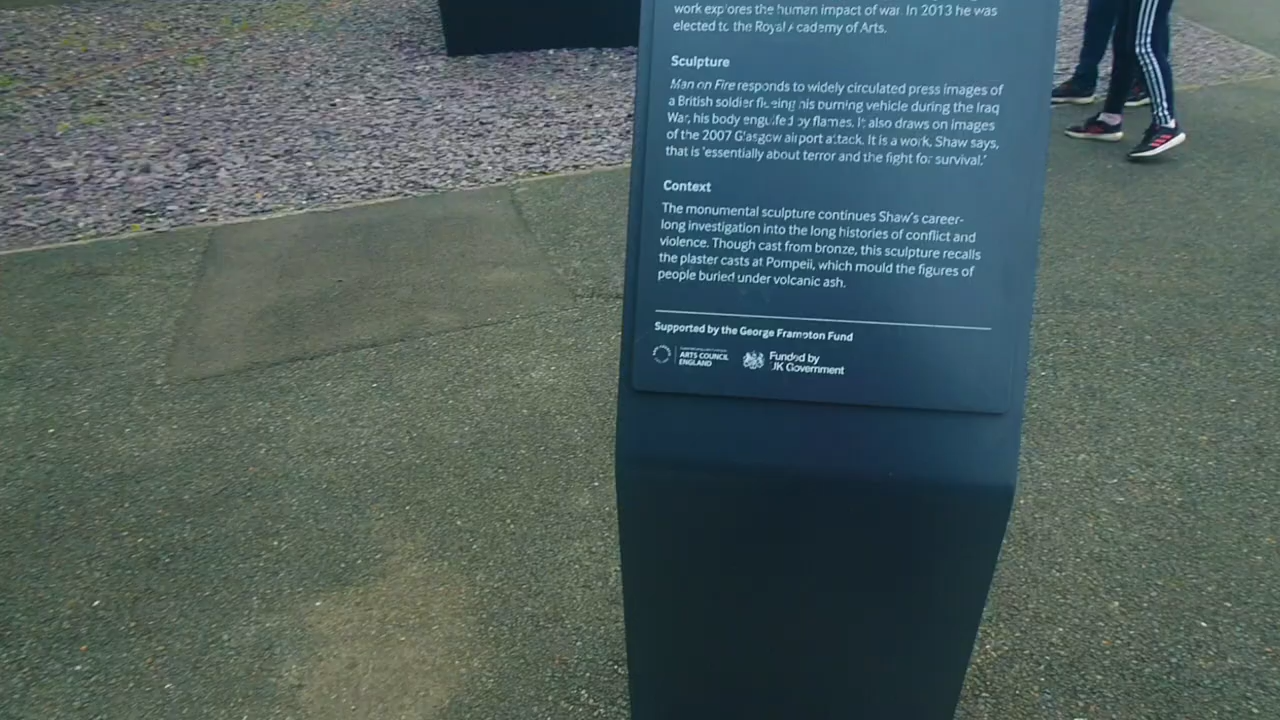 work explores the human impact of war. In 2013 he was
elected to the Royal Academy of Arts.
Sculpture
Man on Fire responds to widely circulated press images of
a British soldier fleeing his burning vehicle during the Iraq
War, his body engulfed by flames. It also draws on images
of the 2007 Glasgow airport attack. It is a work, Shaw says,
that is 'essentially about terror and the fight for survival.'
Context
The monumental sculpture continues Shaw's career-
long investigation into the long histories of conflict and
violence. Though cast from bronze, this sculpture recalls
the plaster casts at Pompeii, which mould the figures of
people buried under volcanic ash.
Supported by the George Frampton Fund
ARTS COUNCIL
ENGLAND
Funded by
UK Government